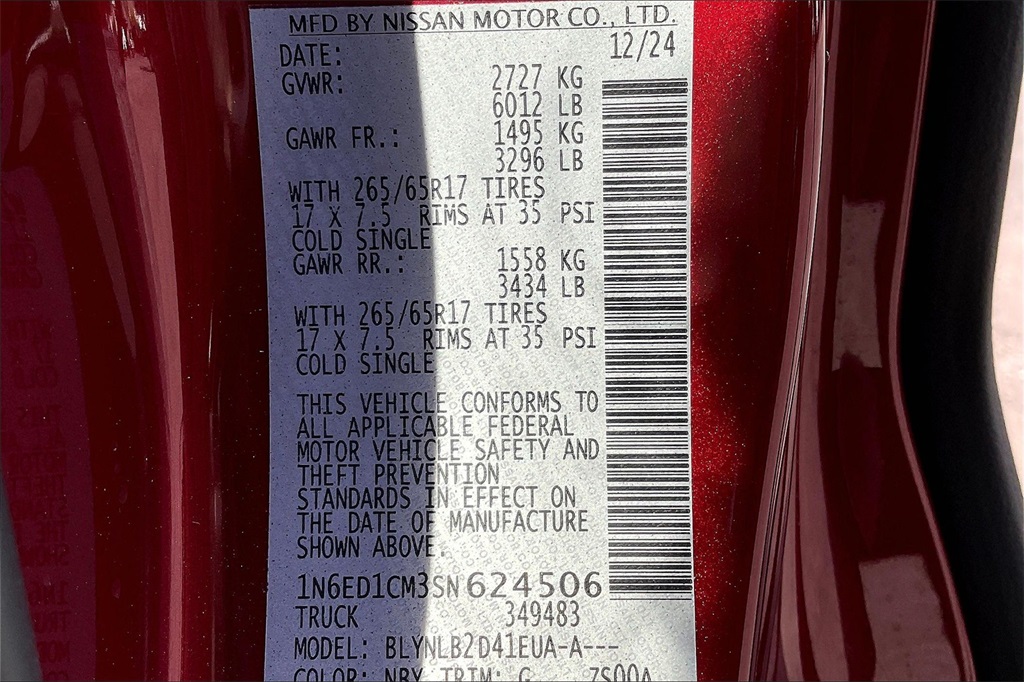 MFD BY NISSAN MOTOR CO., LTD.
DATE: 12/24
GVWR: 2727 KG
6012 LB
GAWR FR.: 1495 KG
3296 LB
WITH 265/65R17 TIRES
17 X 7.5 RIMS AT 35 PSI
COLD SINGLE
GAWR RR.: 1558 KG
3434 LB
WITH 265/65R17 TIRES
17 X 7.5 RIMS AT 35 PSI
COLD SINGLE
THIS VEHICLE CONFORMS TO
ALL APPLICABLE FEDERAL
MOTOR VEHICLE SAFETY AND
THEFT PREVENTION
STANDARDS IN EFFECT ON
THE DATE OF MANUFACTURE
SHOWN ABOVE.
1N6ED1CM3SN624506
TRUCK 349483
MODEL: BLYNLB2D41EUA-A---
COLOR: NBY TRIM: G ZS00A